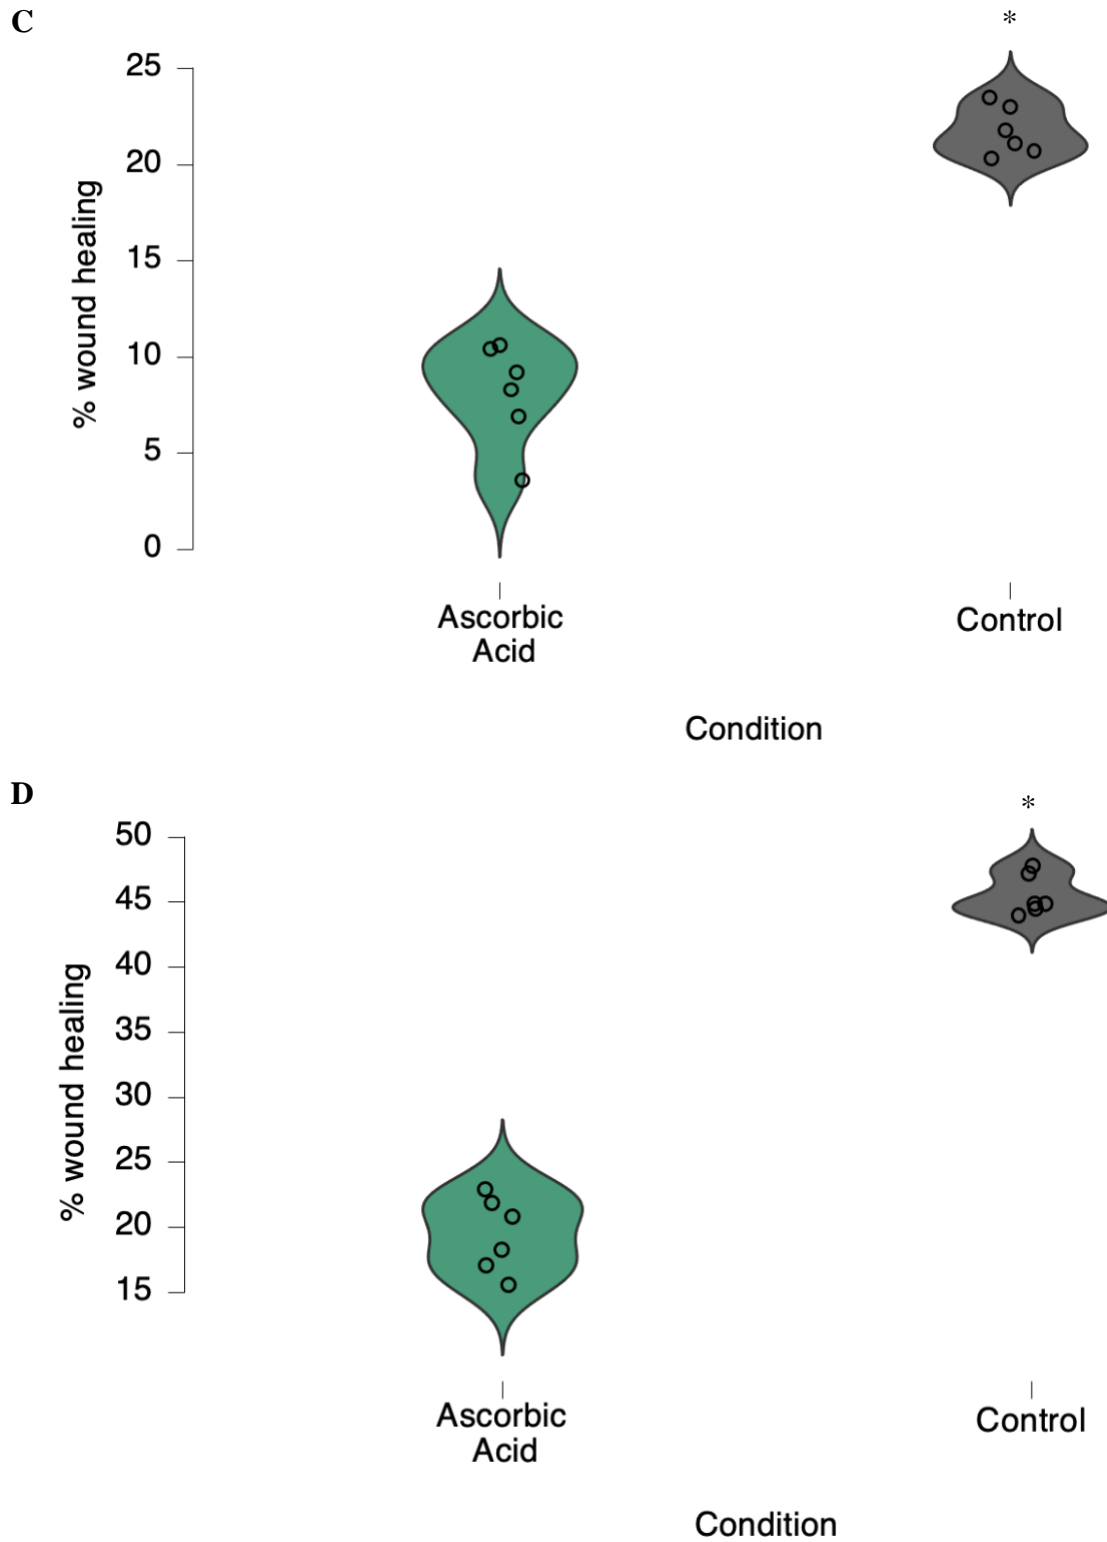 C
*
25
20
15
10
5
0
% wound healing
Ascorbic
Acid
Control
Condition
D
*
50
45
40
35
30
25
20
15
% wound healing
Ascorbic
Acid
Control
Condition